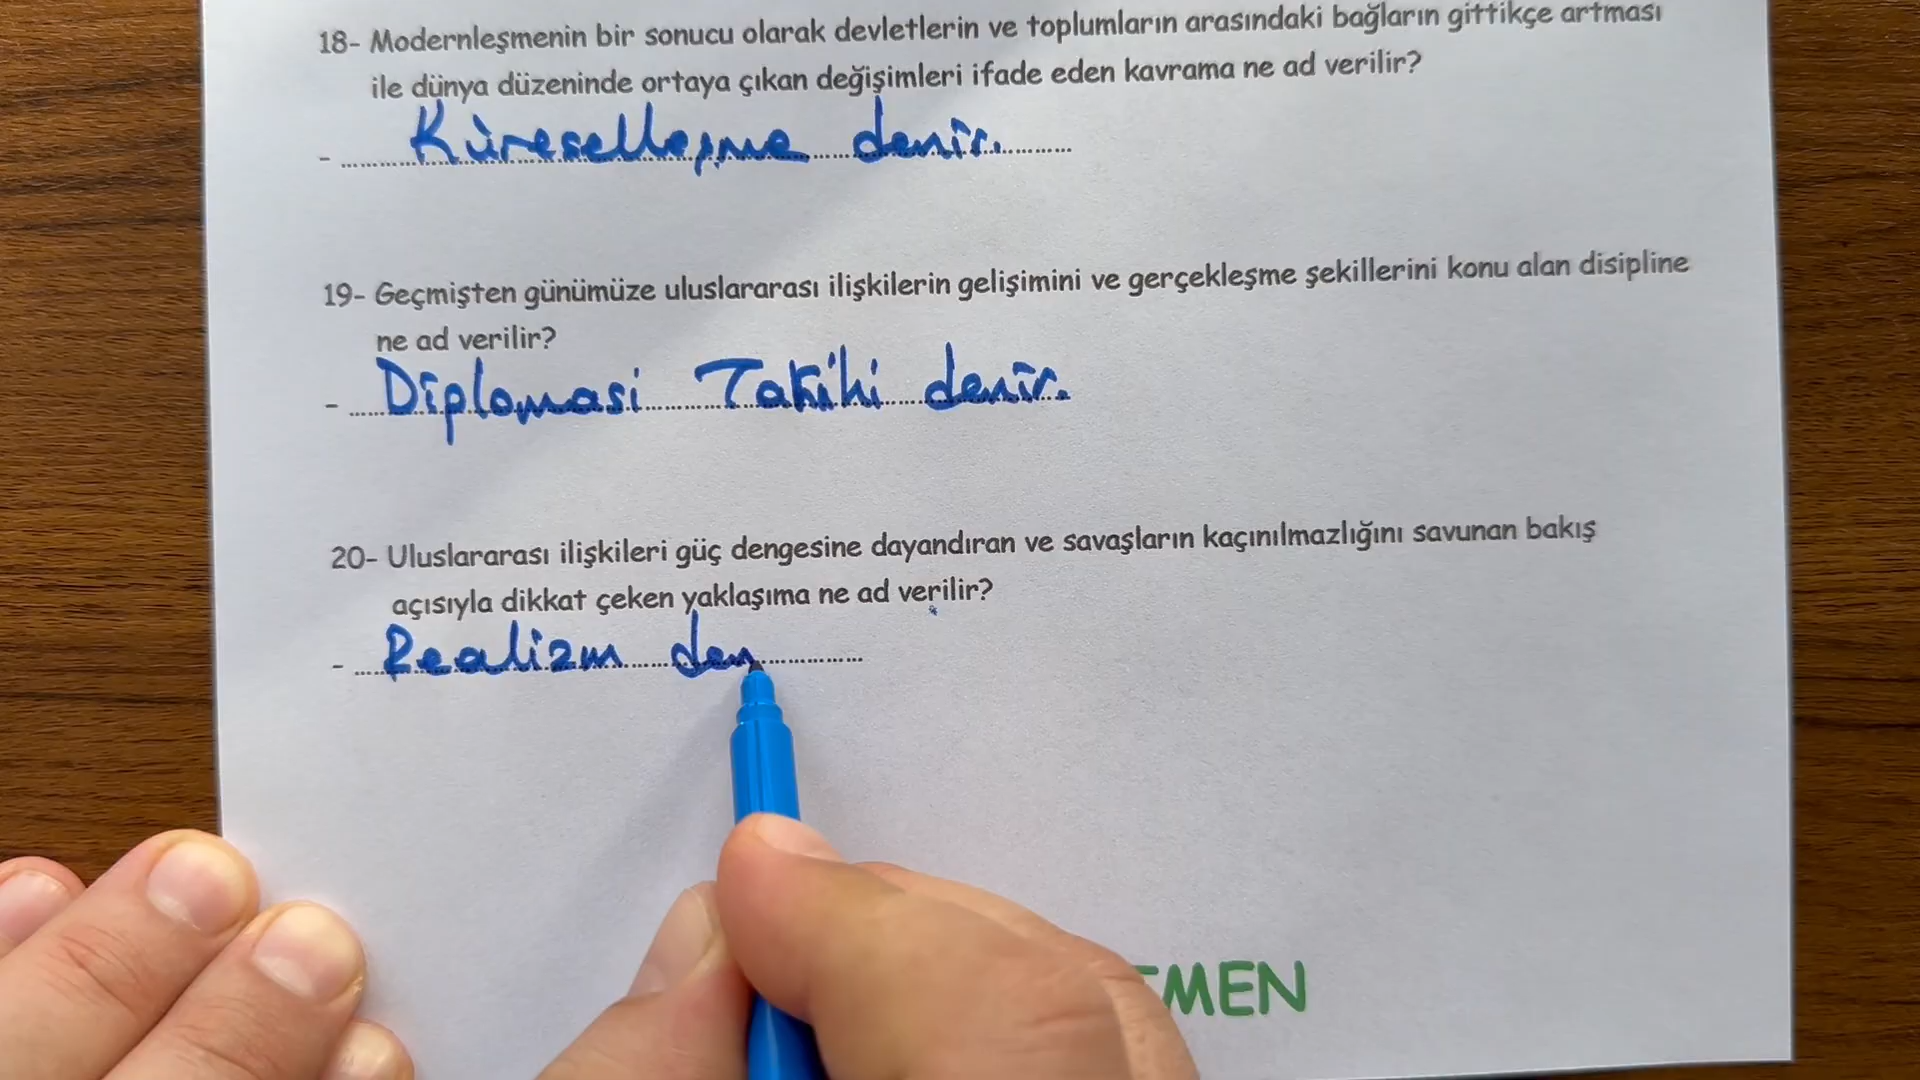 18- Modernleşmenin bir sonucu olarak devletlerin ve toplumların arasındaki bağların gittikçe artması
ile dünya düzeninde ortaya çıkan değişimleri ifade eden kavrama ne ad verilir?
- Küreselleşme denir.
19- Geçmişten günümüze uluslararası ilişkilerin gelişimini ve gerçekleşme şekillerini konu alan disipline
ne ad verilir?
- Diplomasi Tarihi denir.
20- Uluslararası ilişkileri güç dengesine dayandıran ve savaşların kaçınılmazlığını savunan bakış
açısıyla dikkat çeken yaklaşıma ne ad verilir?
- Realizm den
MEN